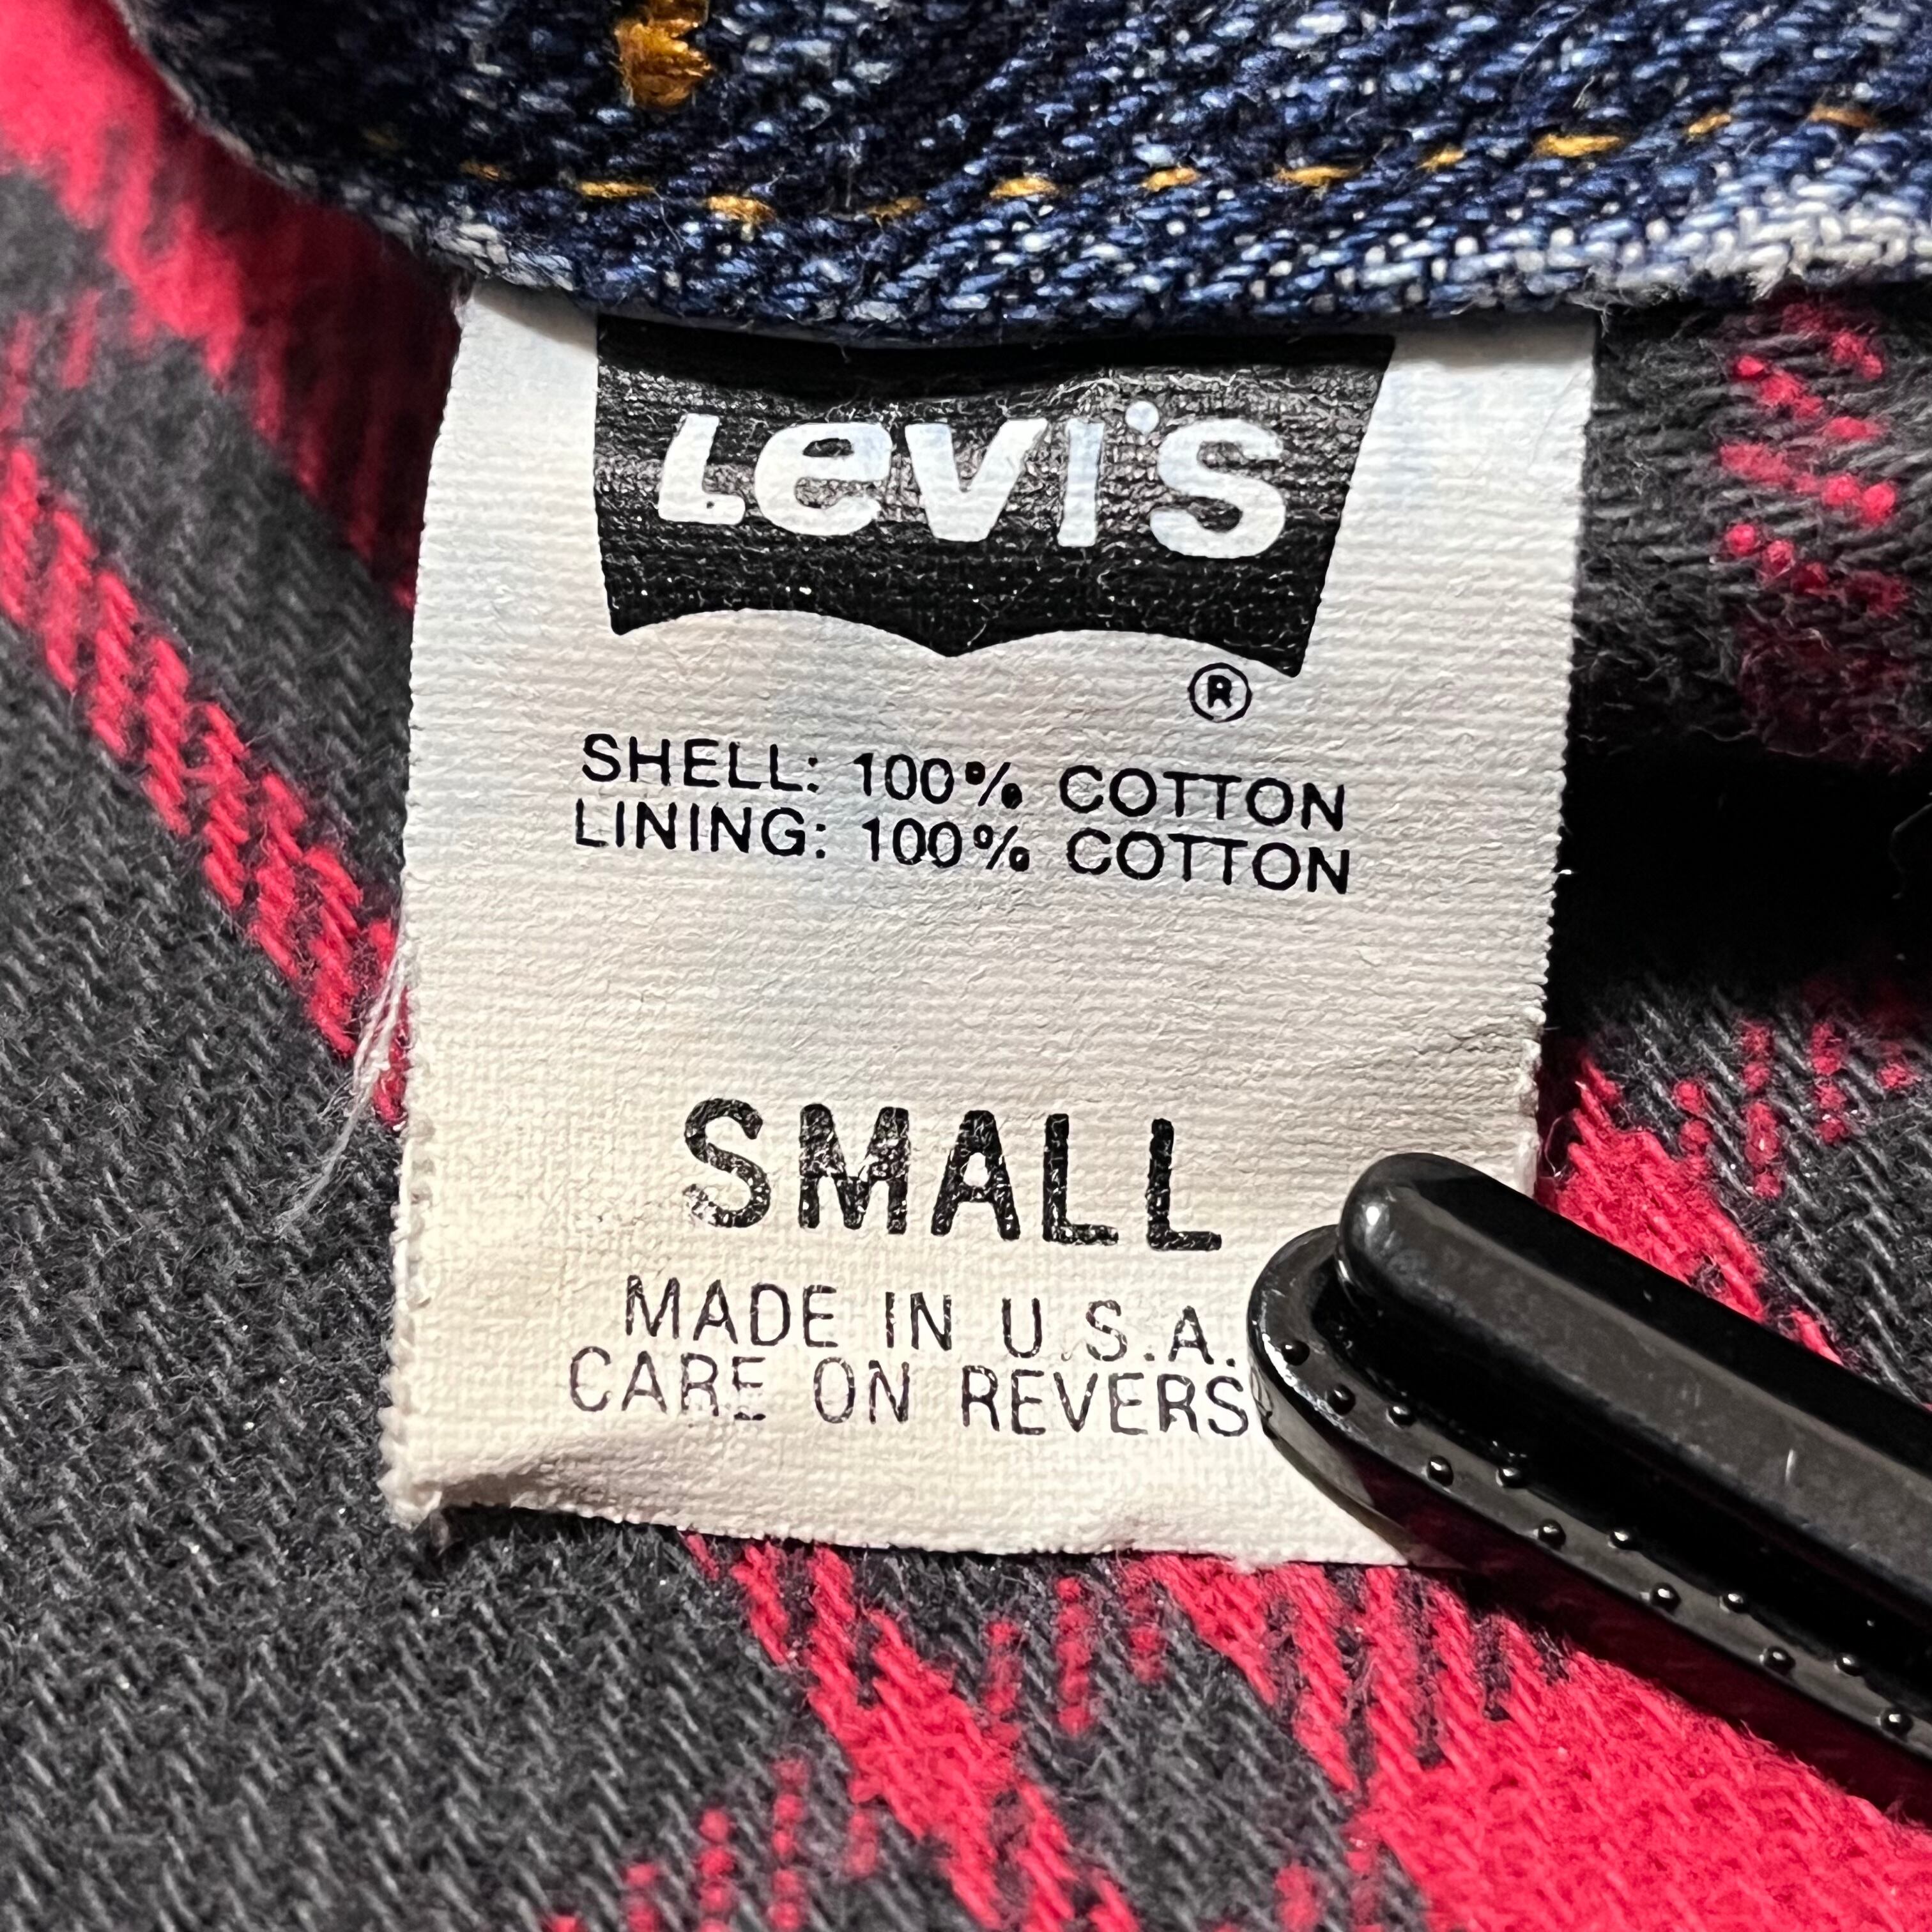 Levi's
®
SHELL: 100% COTTON
LINING: 100% COTTON
SMALL
MADE IN U.S.A.
CARE ON REVERS